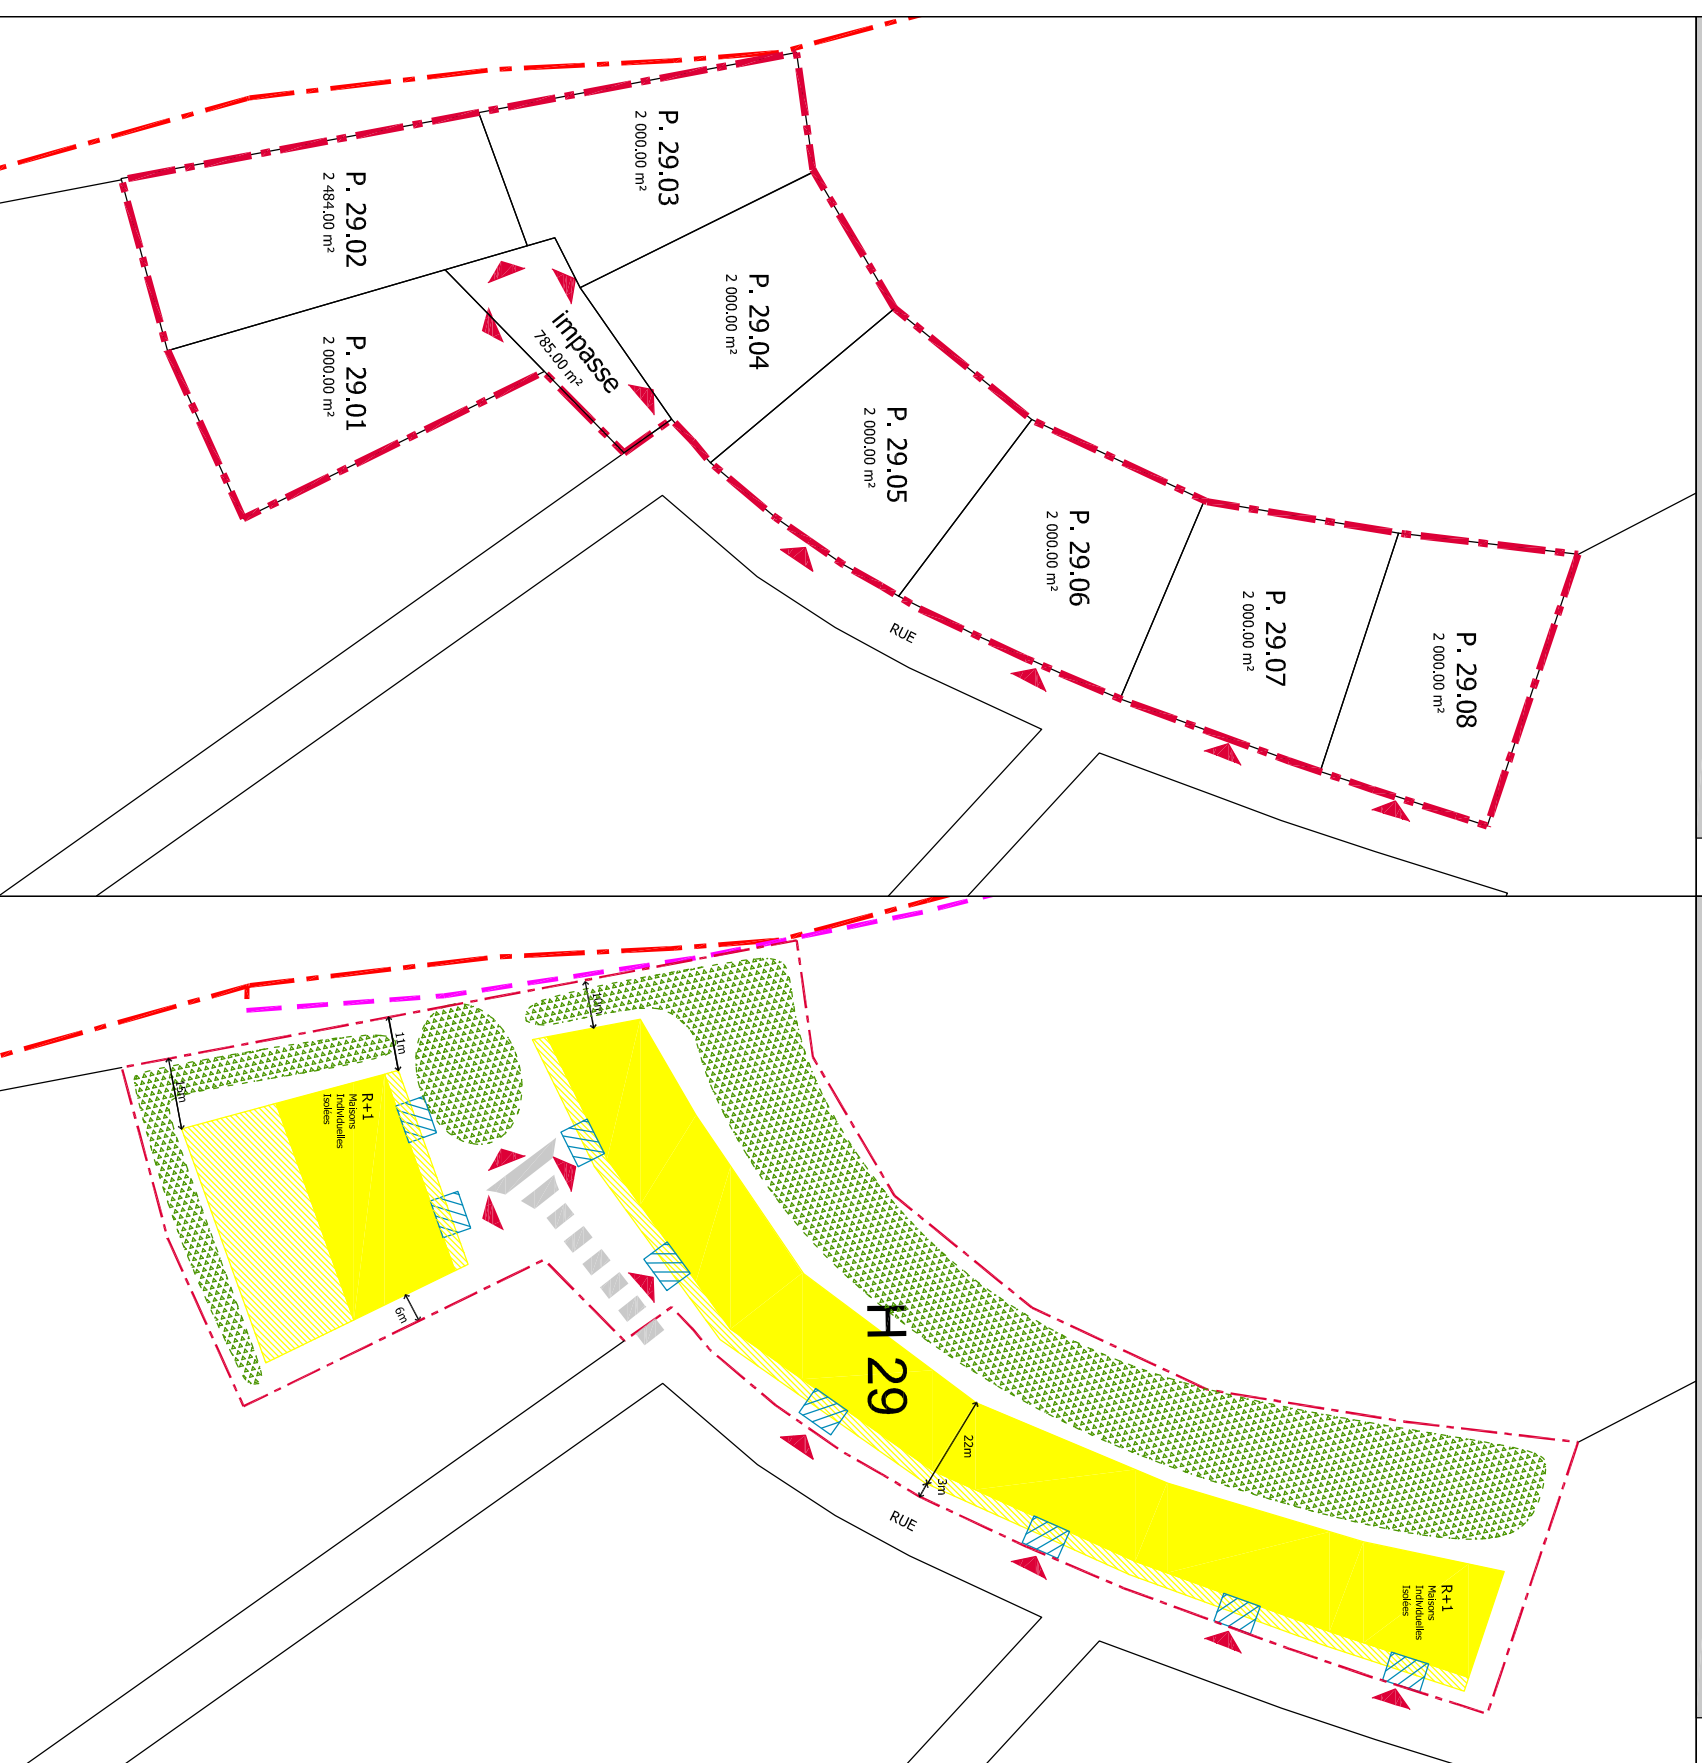 P. 29.03
2 000.00 m²
P. 29.02
2 484.00 m²
P. 29.04
2 000.00 m²
P. 29.01
2 000.00 m²
impasse
785.00 m²
P. 29.05
2 000.00 m²
P. 29.06
2 000.00 m²
P. 29.07
2 000.00 m²
P. 29.08
2 000.00 m²
RUE
11m
R+1
Maisons
Individuelles
Isolées
6m
H 29
22m
3m
RUE
R+1
Maisons
Individuelles
Isolées